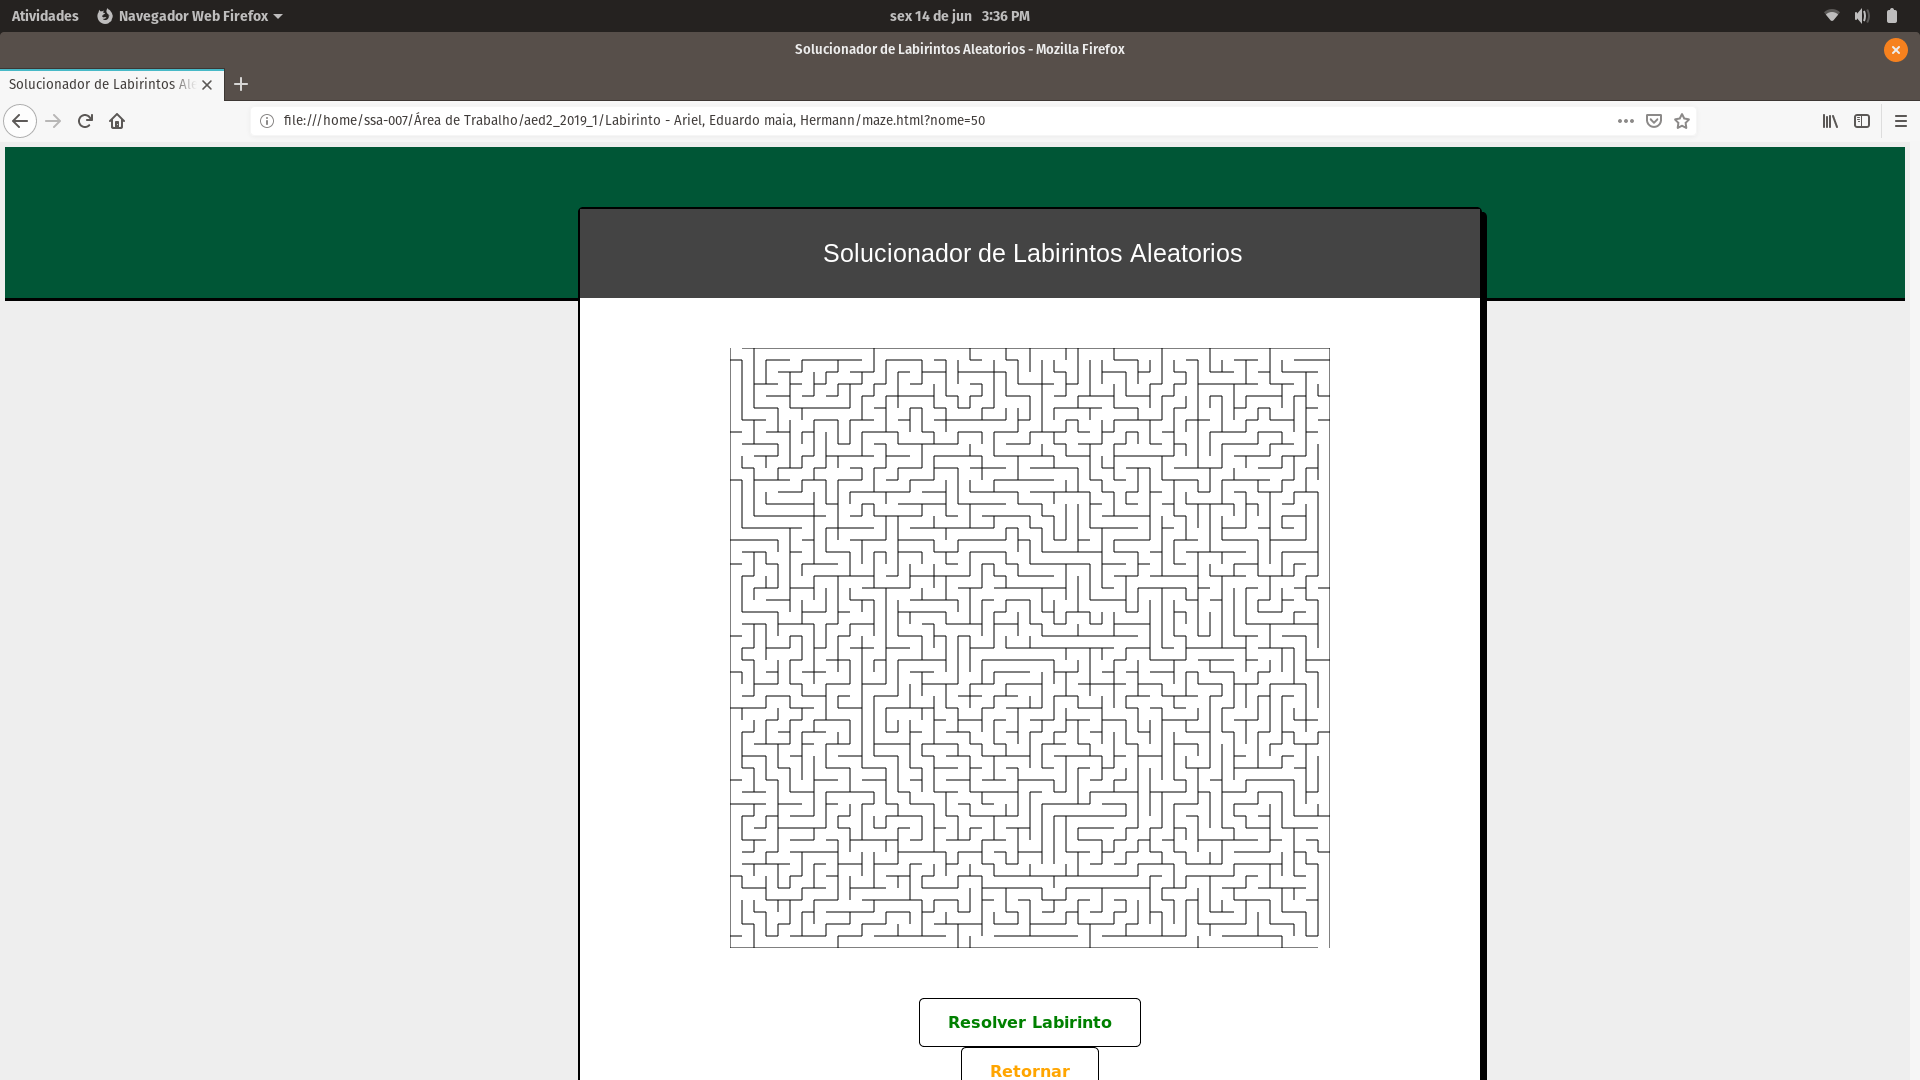 Atividades Navegador Web Firefox sex 14 de jun 3:36 PM
Solucionador de Labirintos Aleatorios - Mozilla Firefox
Solucionador de Labirintos Ale
file:///home/ssa-007/Área de Trabalho/aed2_2019_1/Labirinto - Ariel, Eduardo maia, Hermann/maze.html?nome=50
Solucionador de Labirintos Aleatorios
Resolver Labirinto
Retornar